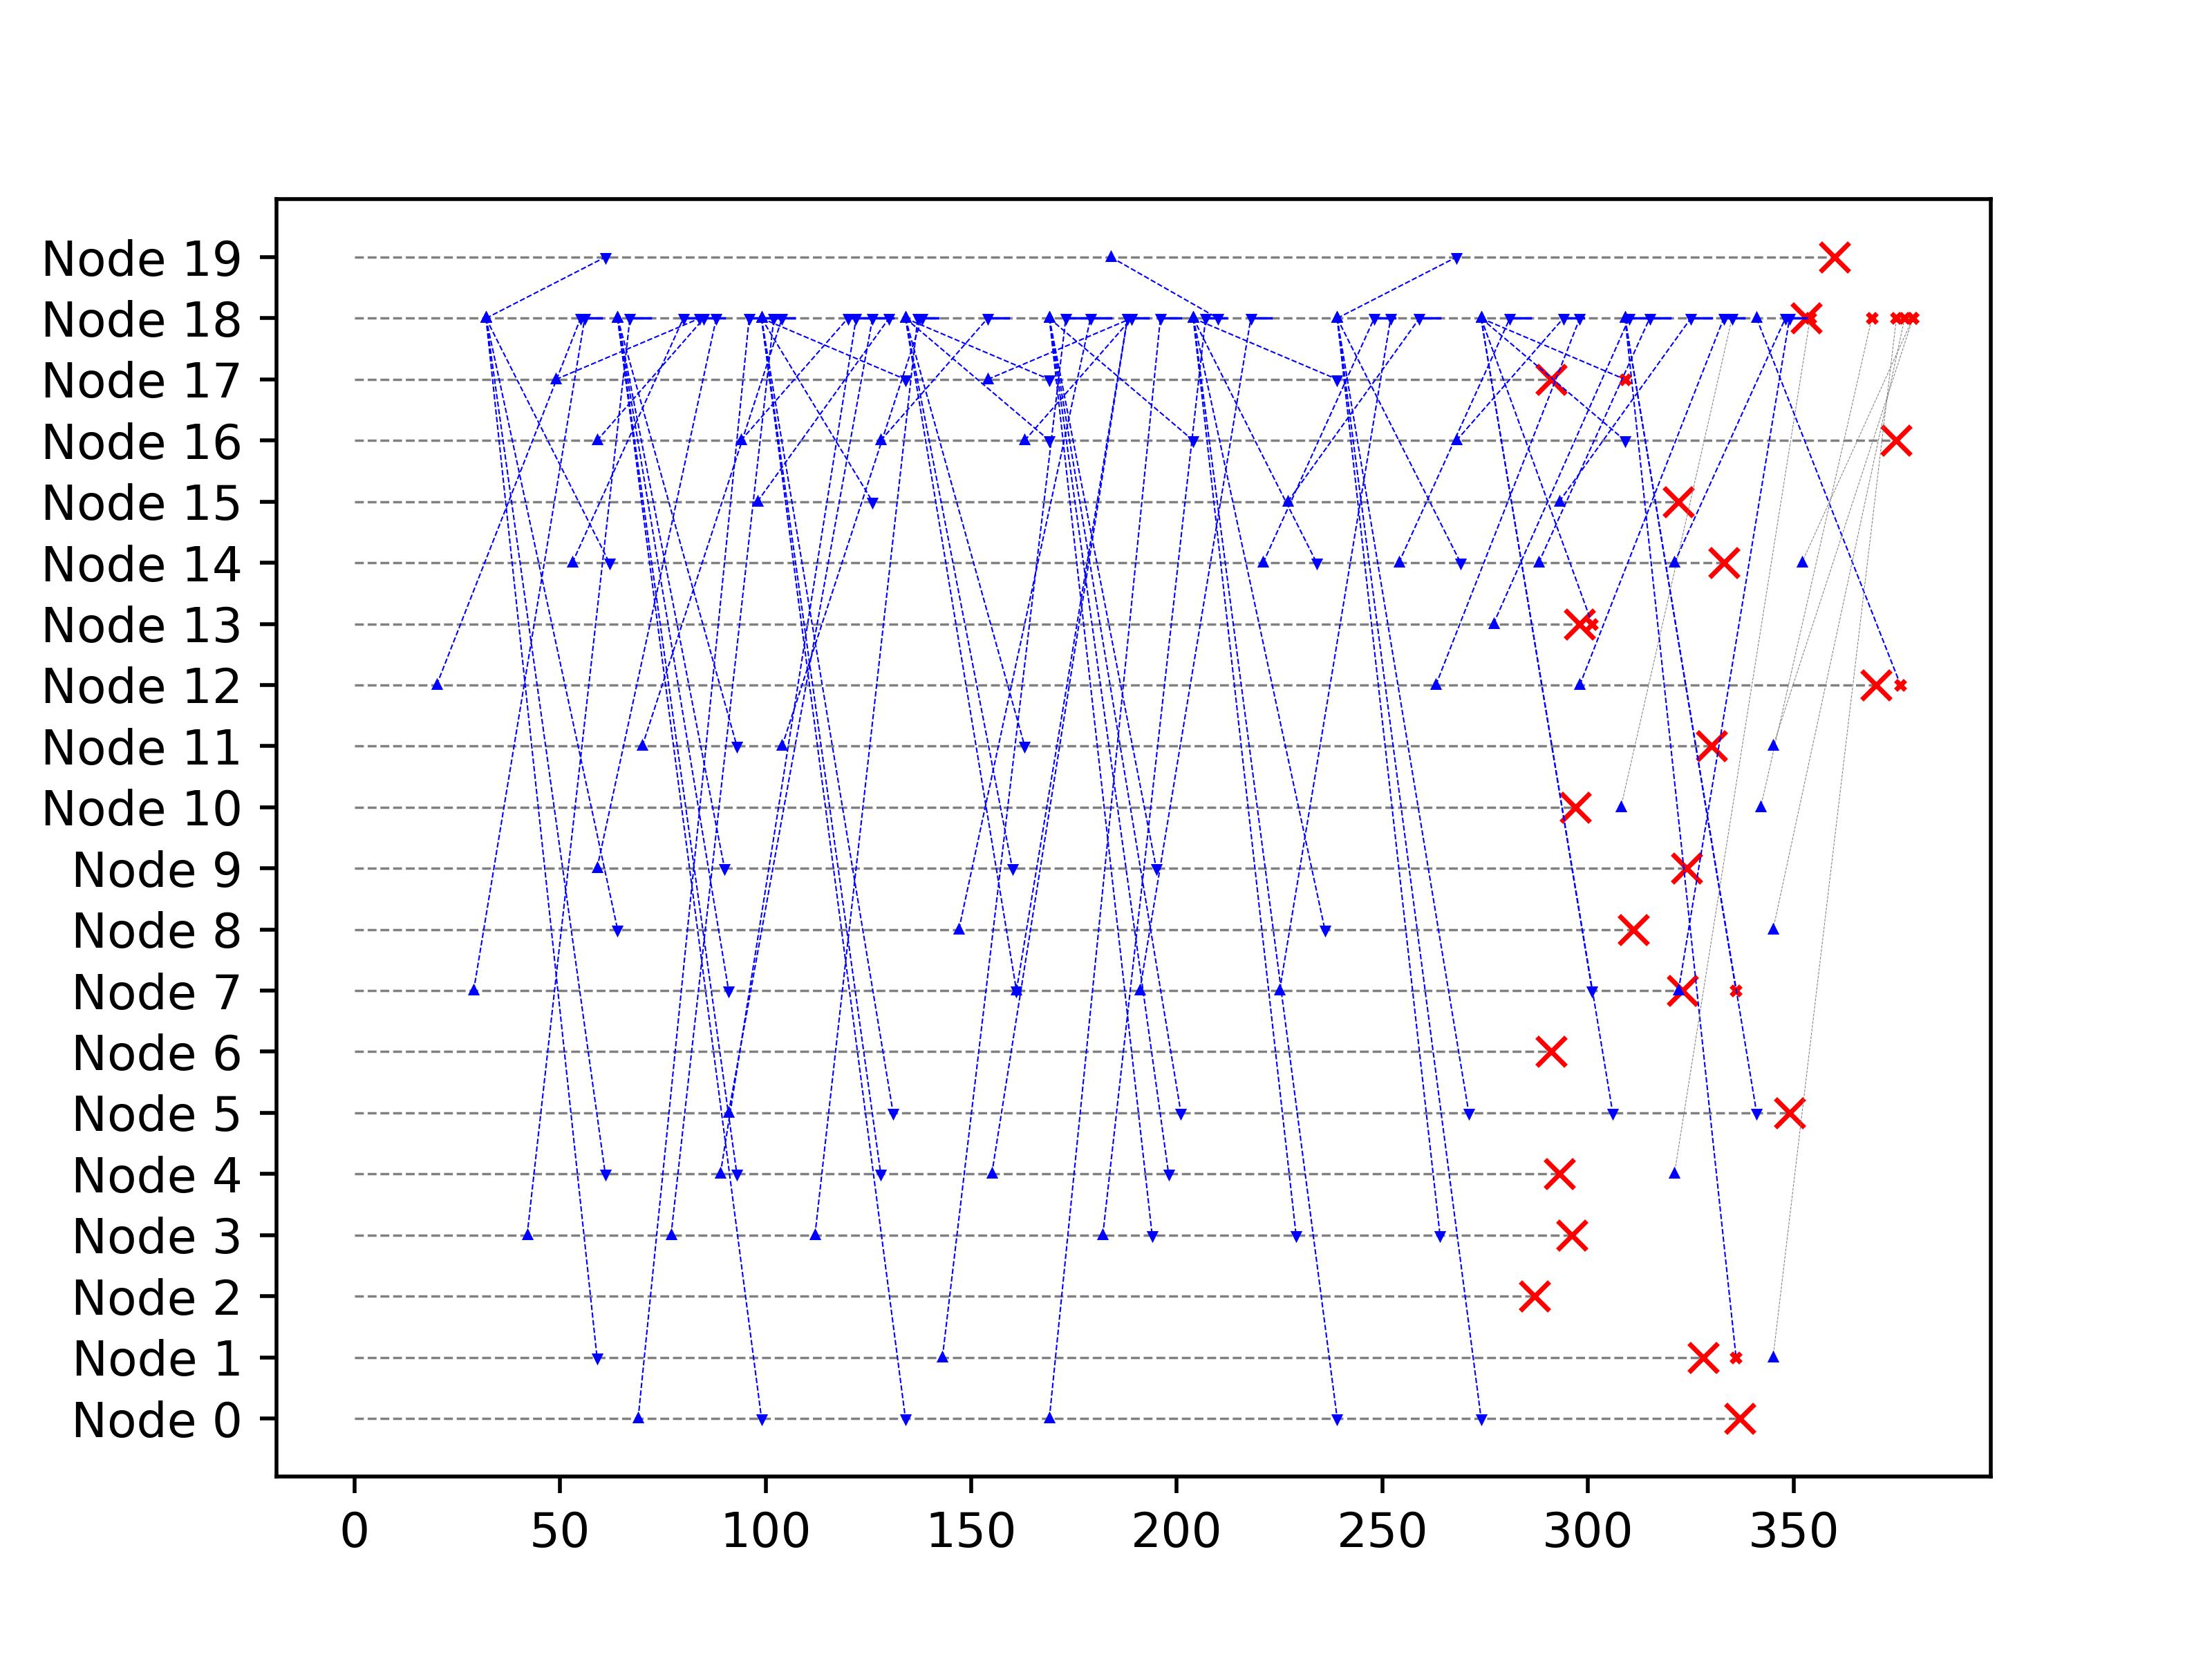 Node 19
Node 18
Node 17
Node 16
Node 15
Node 14
Node 13
Node 12
Node 11
Node 10
Node 9
Node 8
Node 7
Node 6
Node 5
Node 4
Node 3
Node 2
Node 1
Node 0
0 50 100 150 200 250 300 350